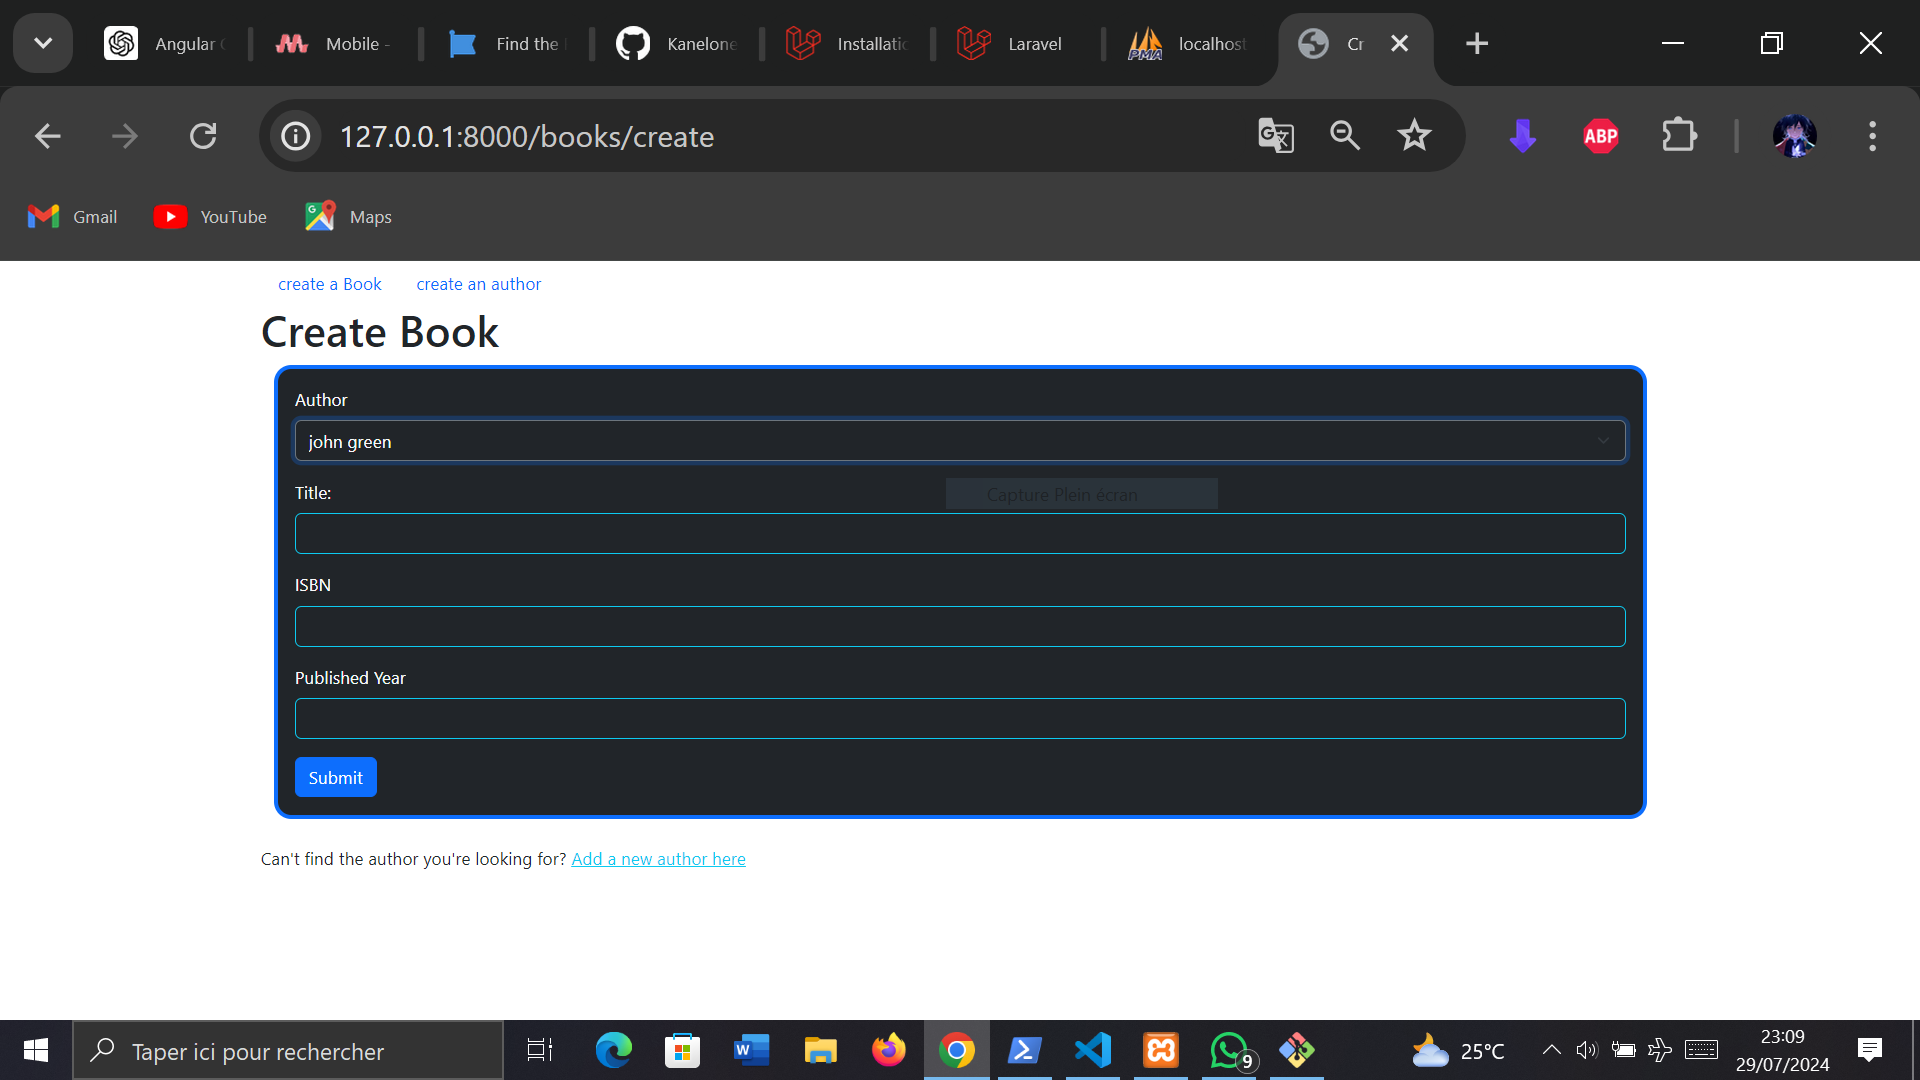 Angular
Mobile -
Find the
Kanelone
Installatio
Laravel
PMA
localhost
Cr
127.0.0.1:8000/books/create
ABP
Gmail
YouTube
Maps
create a Book
create an author
Create Book
Author
john green
Title:
Capture Plein écran
ISBN
Published Year
Submit
Can't find the author you're looking for? Add a new author here
Taper ici pour rechercher
9
25°C
23:09
29/07/2024